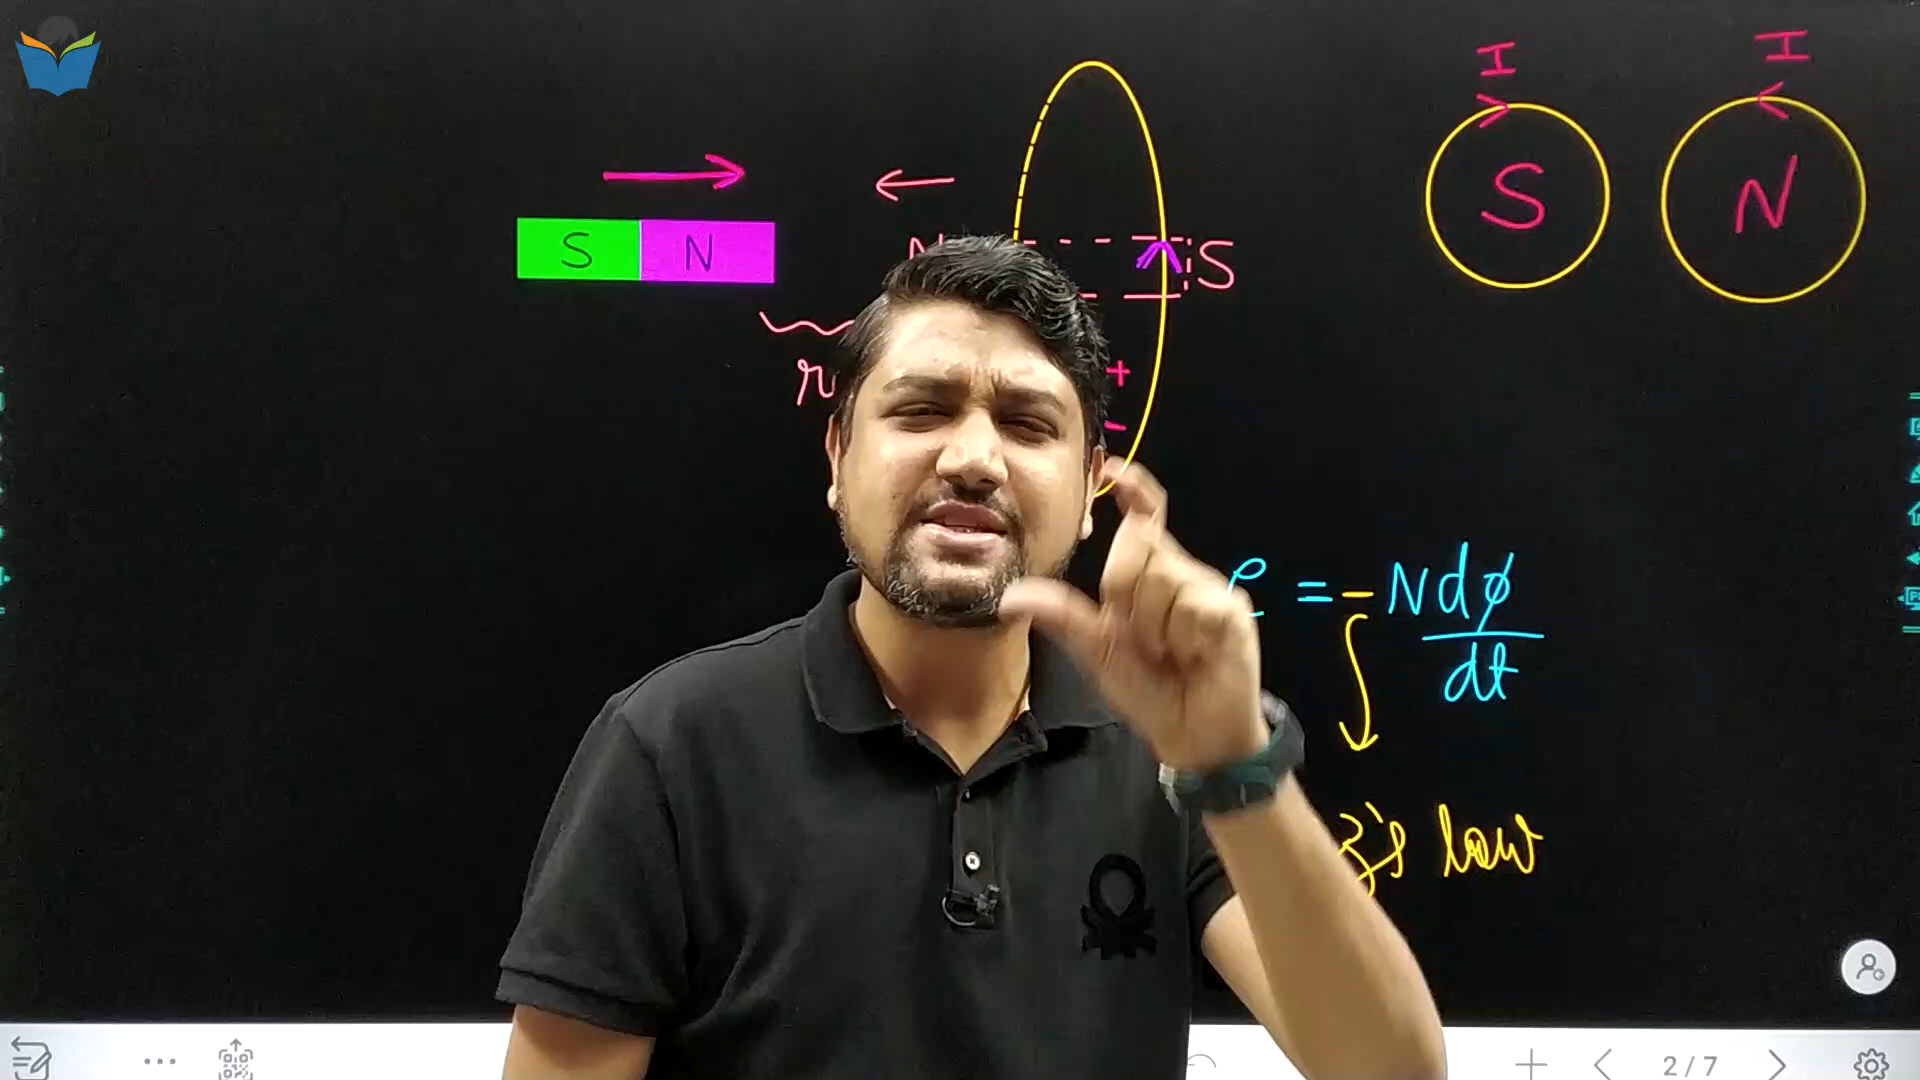 I I
S N
S N
N S
r
+
-
e = - N dφ
dt
z's law
2/7